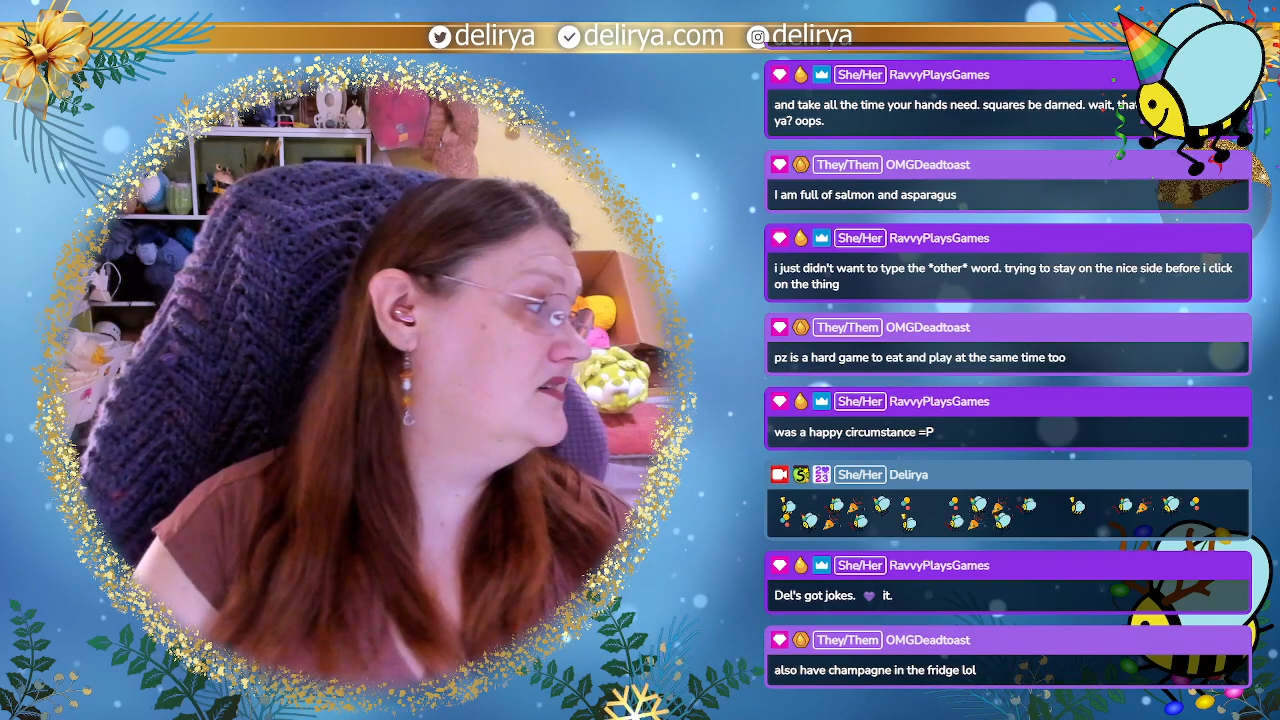 delirya delirya.com delirya
She/Her RavvyPlaysGames
and take all the time your hands need. squares be darned. wait,
ya? oops.
They/Them OMGDeadtoast
I am full of salmon and asparagus
She/Her RavvyPlaysGames
i just didn't want to type the *other* word. trying to stay on the nice side before i click
on the thing
They/Them OMGDeadtoast
pz is a hard game to eat and play at the same time too
She/Her RavvyPlaysGames
was a happy circumstance =P
She/Her Delirya
She/Her RavvyPlaysGames
Del's got jokes. it.
They/Them OMGDeadtoast
also have champagne in the fridge lol